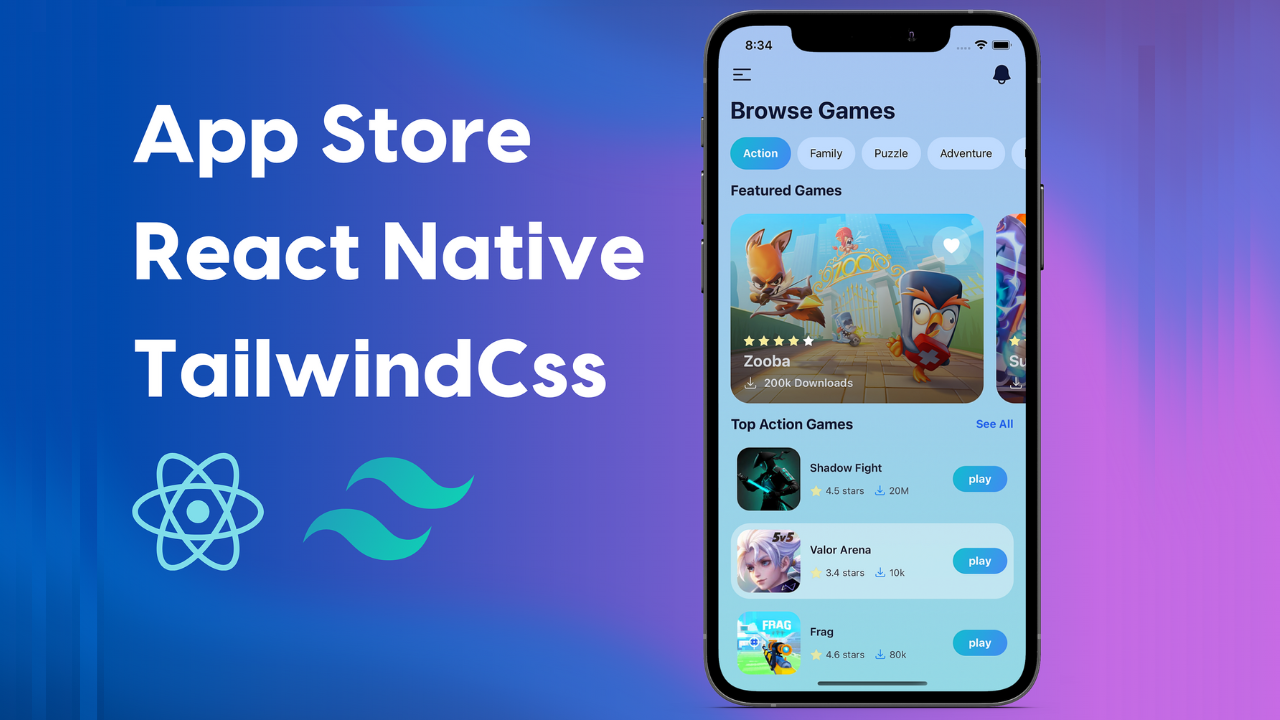 App Store
React Native
TailwindCss
8:34
Browse Games
Action
Family
Puzzle
Adventure
Featured Games
ZOOBA
Zooba
200k Downloads
Su
Top Action Games
See All
Shadow Fight
4.5 stars
20M
play
5v5
Valor Arena
3.4 stars
10k
play
FRAG
Frag
4.6 stars
80k
play